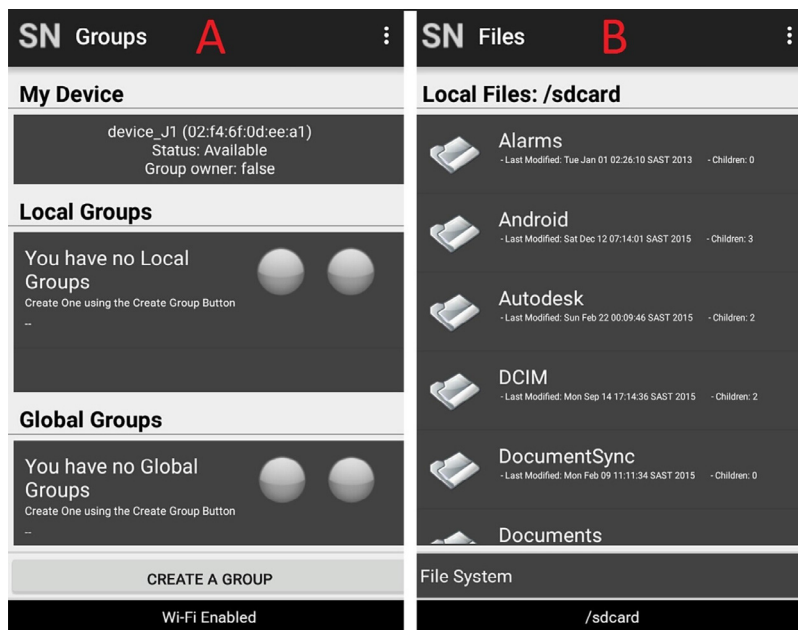 SN Groups A
My Device
device_J1 (02:f4:6f:0d:ee:a1)
Status: Available
Group owner: false
Local Groups
You have no Local
Groups
Create One using the Create Group Button
--
Global Groups
You have no Global
Groups
Create One using the Create Group Button
--
CREATE A GROUP
Wi-Fi Enabled
SN Files B
Local Files: /sdcard
Alarms
- Last Modified: Tue Jan 01 02:26:10 SAST 2013 - Children: 0
Android
- Last Modified: Sat Dec 12 07:14:01 SAST 2015 - Children: 3
Autodesk
- Last Modified: Sun Feb 22 00:09:46 SAST 2015 - Children: 2
DCIM
- Last Modified: Mon Sep 14 17:14:36 SAST 2015 - Children: 2
DocumentSync
- Last Modified: Mon Feb 09 11:11:34 SAST 2015 - Children: 0
Documents
File System
/sdcard